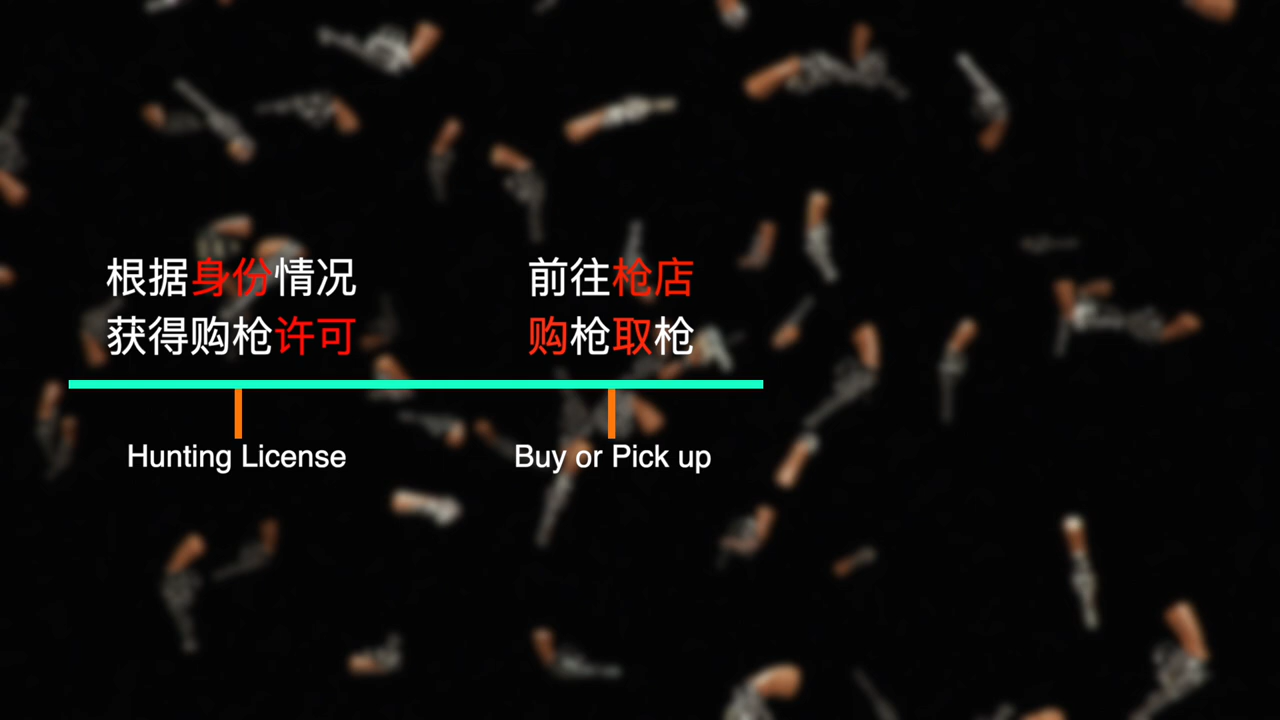 根据身份情况
获得购枪许可
前往枪店
购枪取枪
Hunting License
Buy or Pick up